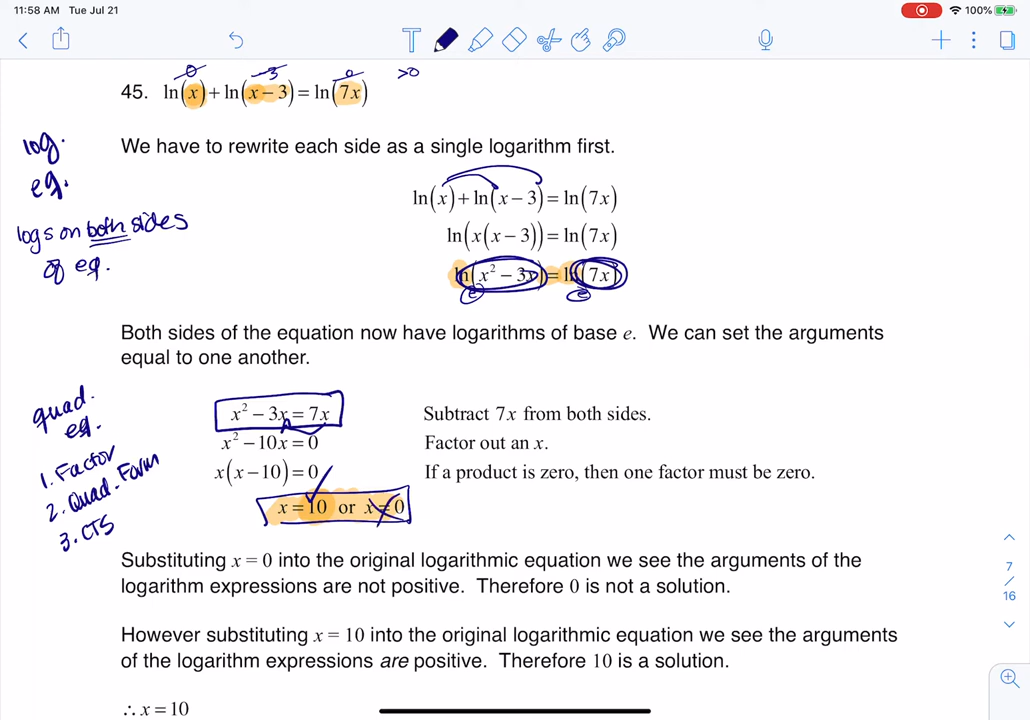 11:58 AM Tue Jul 21
100%
0 -3 0 >0
45. ln(x) + ln(x − 3) = ln(7x)
log.
eq.
We have to rewrite each side as a single logarithm first.
ln(x) + ln(x − 3) = ln(7x)
logs on both sides
of eq.
ln(x(x − 3)) = ln(7x)
ln(x² − 3x) = ln(7x)
e e
Both sides of the equation now have logarithms of base e. We can set the arguments
equal to one another.
quad.
eq.
1. Factor
2. Quad. Form
3. CTS
x² − 3x = 7x Subtract 7x from both sides.
x² − 10x = 0 Factor out an x.
x(x − 10) = 0 If a product is zero, then one factor must be zero.
x = 10 or x = 0
Substituting x = 0 into the original logarithmic equation we see the arguments of the
logarithm expressions are not positive. Therefore 0 is not a solution.
However substituting x = 10 into the original logarithmic equation we see the arguments
of the logarithm expressions are positive. Therefore 10 is a solution.
∴ x = 10
7
/
16